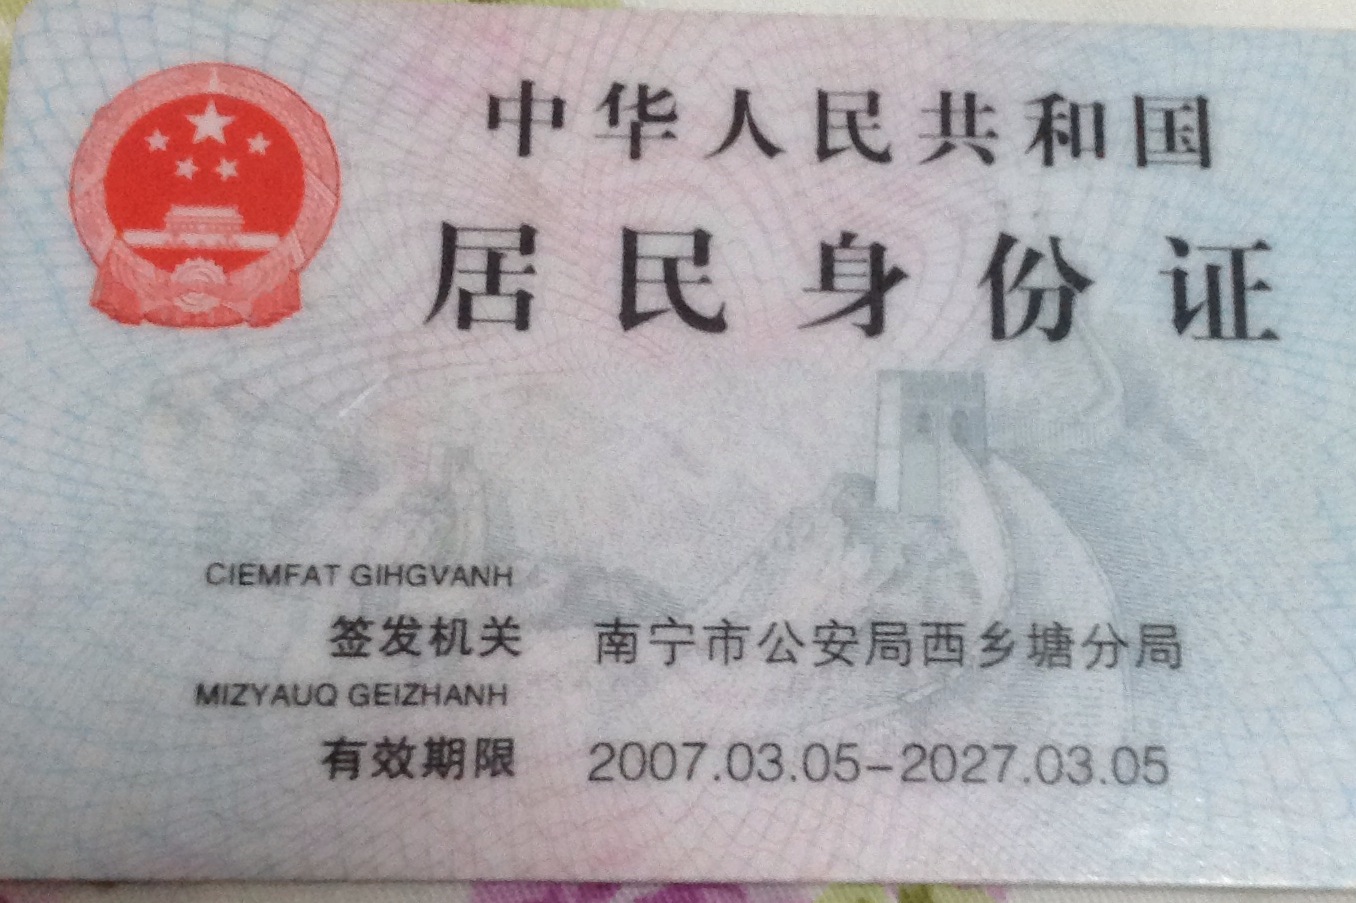 中华人民共和国
居民身份证
CIEMFAT GIHGVANH
签发机关 南宁市公安局西乡塘分局
MIZYAUQ GEIZHANH
有效期限 2007.03.05-2027.03.05